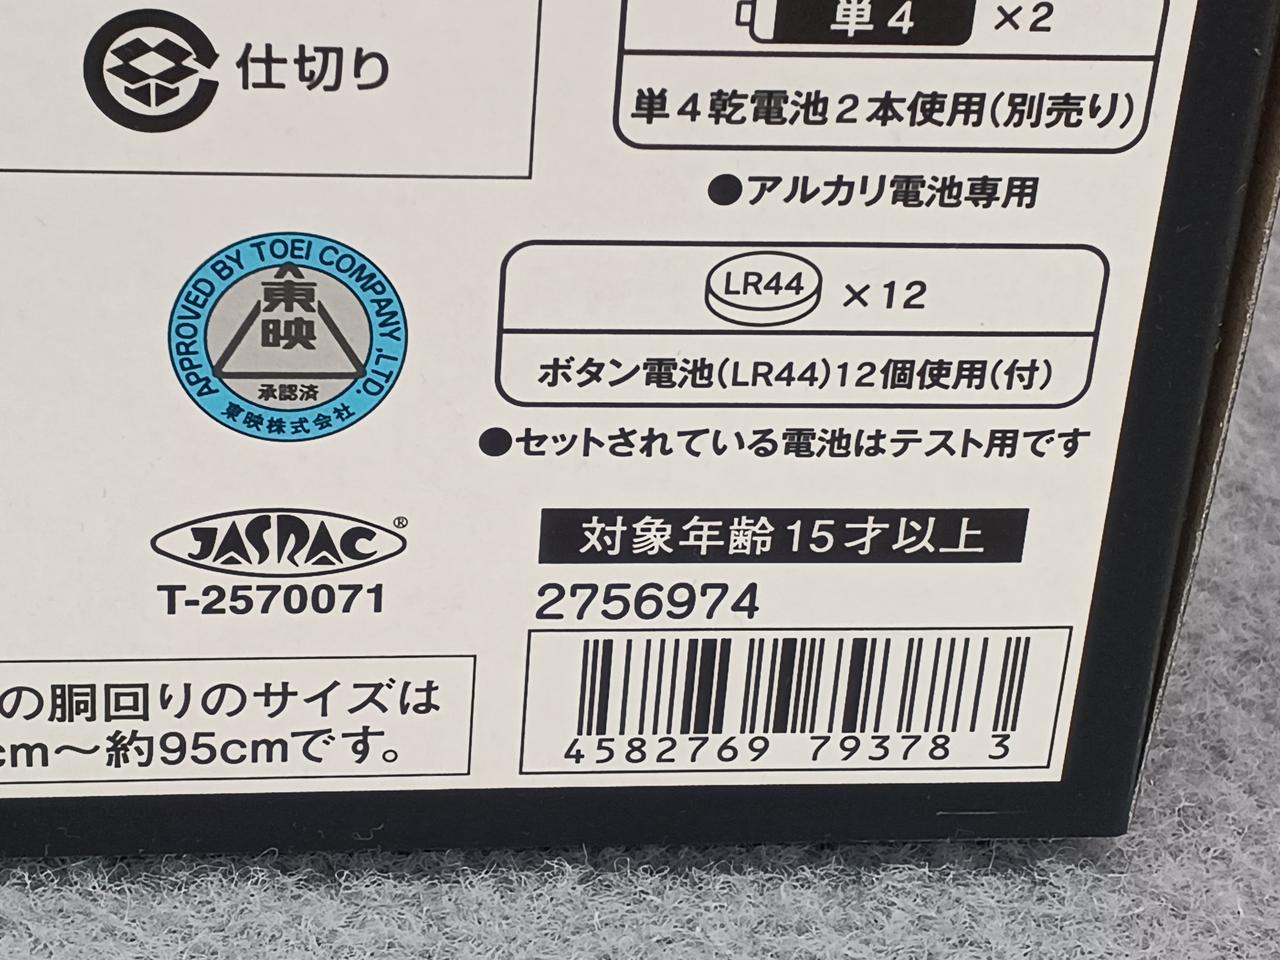 仕切り
単4 ×2
単4乾電池2本使用(別売り)
●アルカリ電池専用
APPROVED BY TOEI COMPANY ,LTD.
東映
承認済
東映株式会社
LR44 ×12
ボタン電池(LR44)12個使用(付)
●セットされている電池はテスト用です
JASRAC®
T-2570071
対象年齢15才以上
2756974
4582769 79378 3
の胴回りのサイズは
cm～約95cmです。